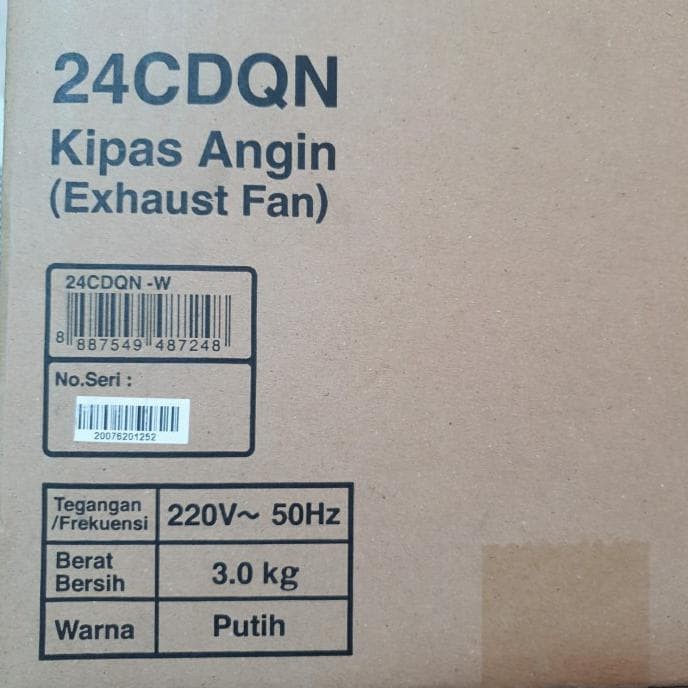 24CDQN
Kipas Angin
(Exhaust Fan)
24CDQN -W
8 887549 487248
No.Seri :
20076201252
Tegangan
/Frekuensi 220V~ 50Hz
Berat
Bersih 3.0 kg
Warna Putih